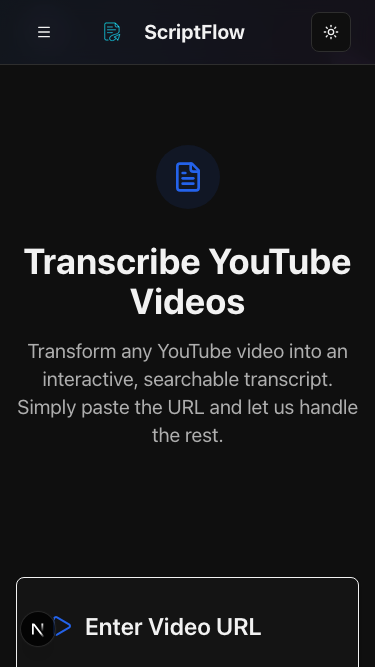 ScriptFlow
Transcribe YouTube
Videos
Transform any YouTube video into an
interactive, searchable transcript.
Simply paste the URL and let us handle
the rest.
Enter Video URL
N